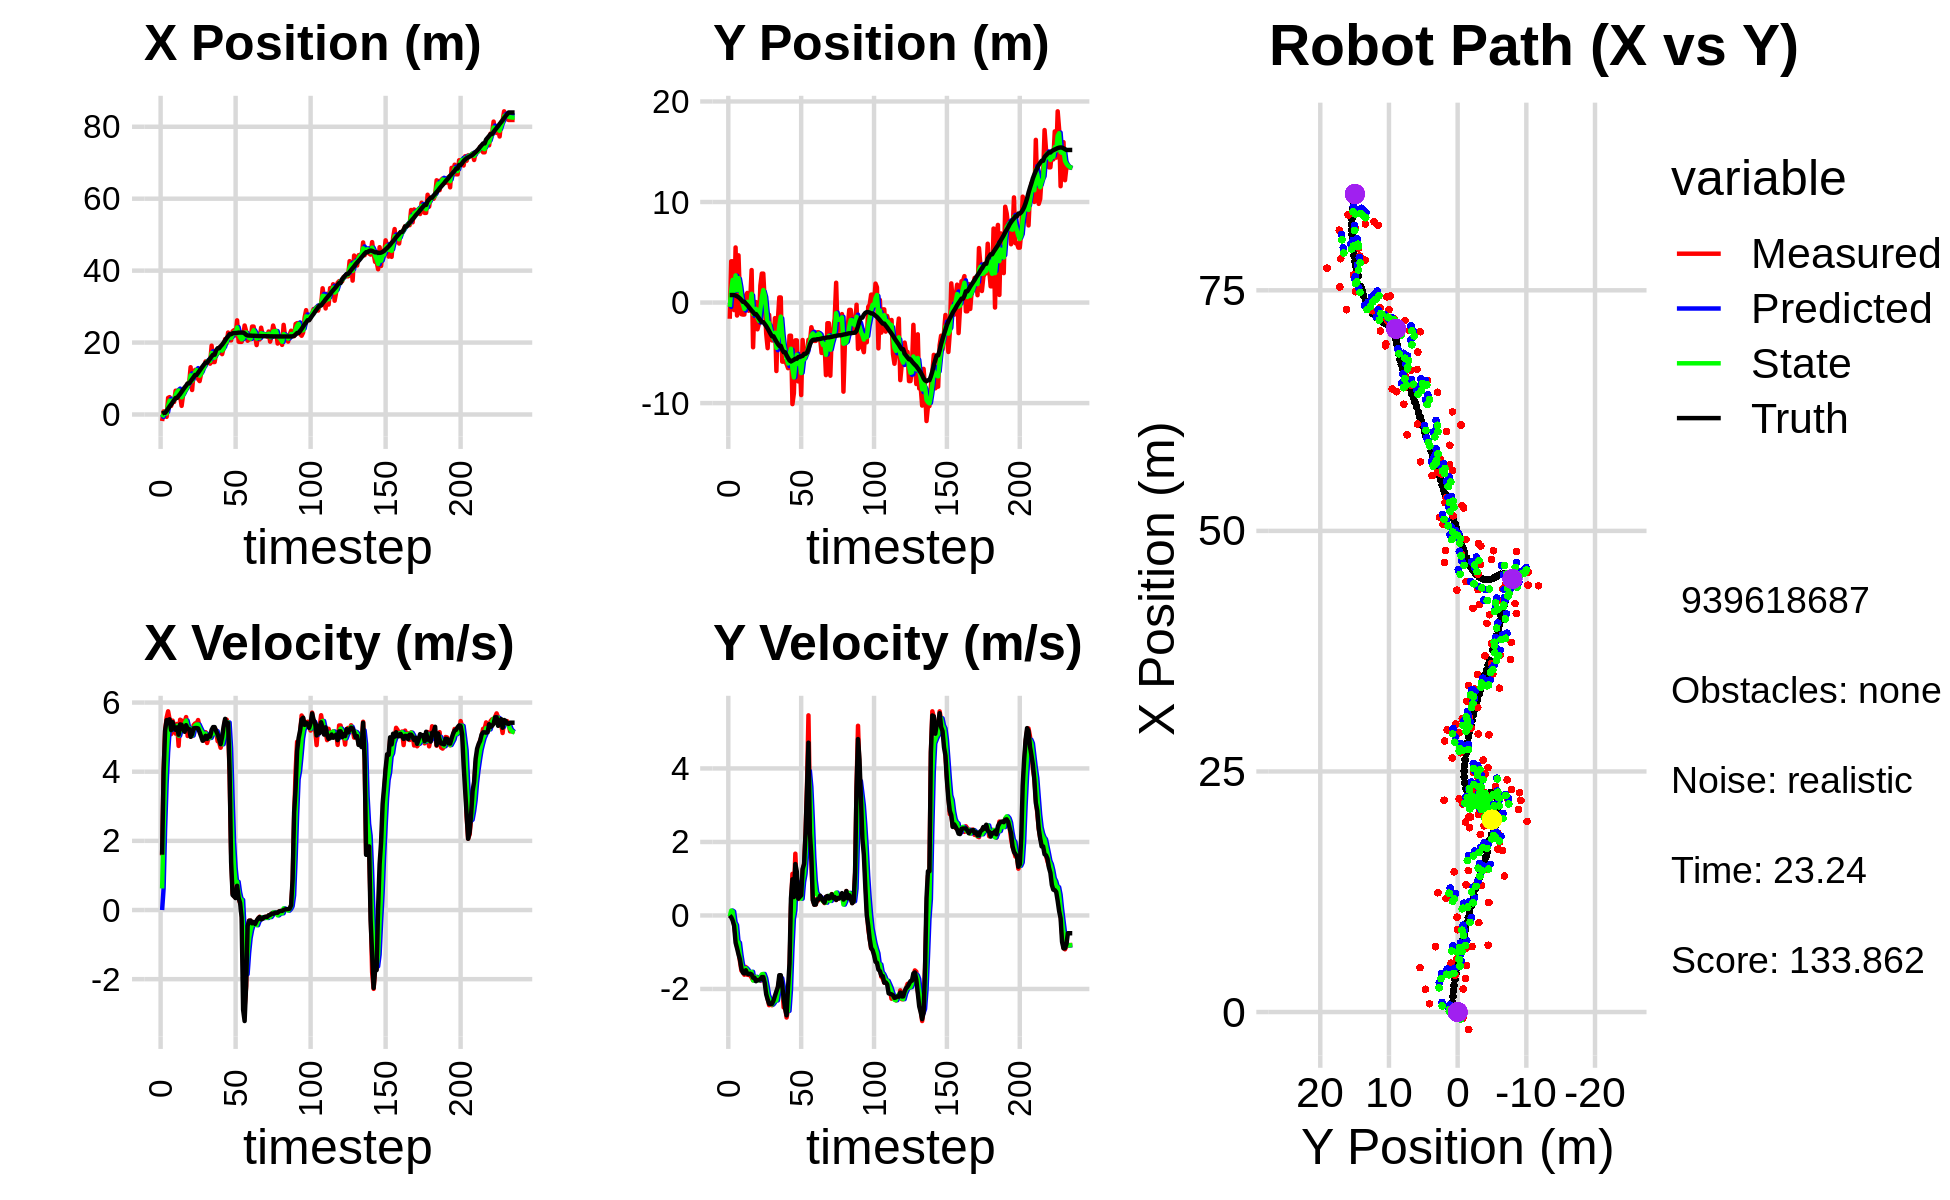 X Position (m)
80
60
40
20
0
0
50
100
150
200
timestep
Y Position (m)
20
10
0
-10
0
50
100
150
200
timestep
X Velocity (m/s)
6
4
2
0
-2
0
50
100
150
200
timestep
Y Velocity (m/s)
4
2
0
-2
0
50
100
150
200
timestep
Robot Path (X vs Y)
X Position (m)
75
50
25
0
20 10 0 -10 -20
Y Position (m)
variable
Measured
Predicted
State
Truth
939618687
Obstacles: none
Noise: realistic
Time: 23.24
Score: 133.862